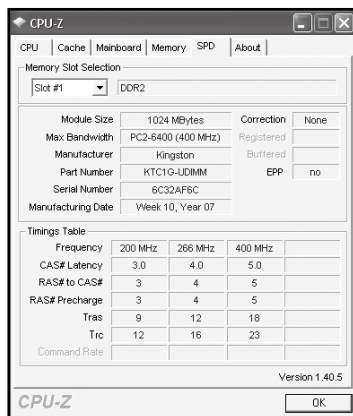 CPU-Z
CPU Cache Mainboard Memory SPD About
Memory Slot Selection
Slot #1 DDR2
Module Size 1024 MBytes Correction None
Max Bandwidth PC2-6400 (400 MHz) Registered
Manufacturer Kingston Buffered
Part Number KTC1G-UDIMM EPP no
Serial Number 6C32AF6C
Manufacturing Date Week 10, Year 07
Timings Table
Frequency 200 MHz 266 MHz 400 MHz
CAS# Latency 3.0 4.0 5.0
RAS# to CAS# 3 4 5
RAS# Precharge 3 4 5
Tras 9 12 18
Trc 12 16 23
Command Rate
Version 1.40.5
CPU-Z OK